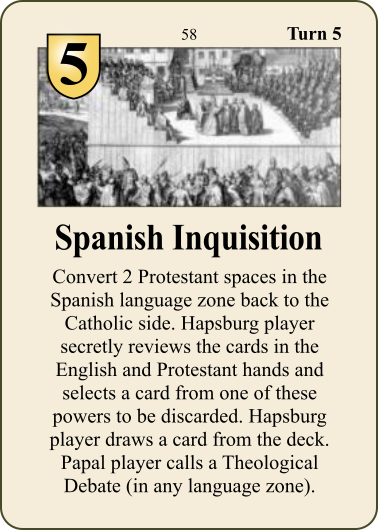 58 Turn 5
5
Spanish Inquisition
Convert 2 Protestant spaces in the
Spanish language zone back to the
Catholic side. Hapsburg player
secretly reviews the cards in the
English and Protestant hands and
selects a card from one of these
powers to be discarded. Hapsburg
player draws a card from the deck.
Papal player calls a Theological
Debate (in any language zone).